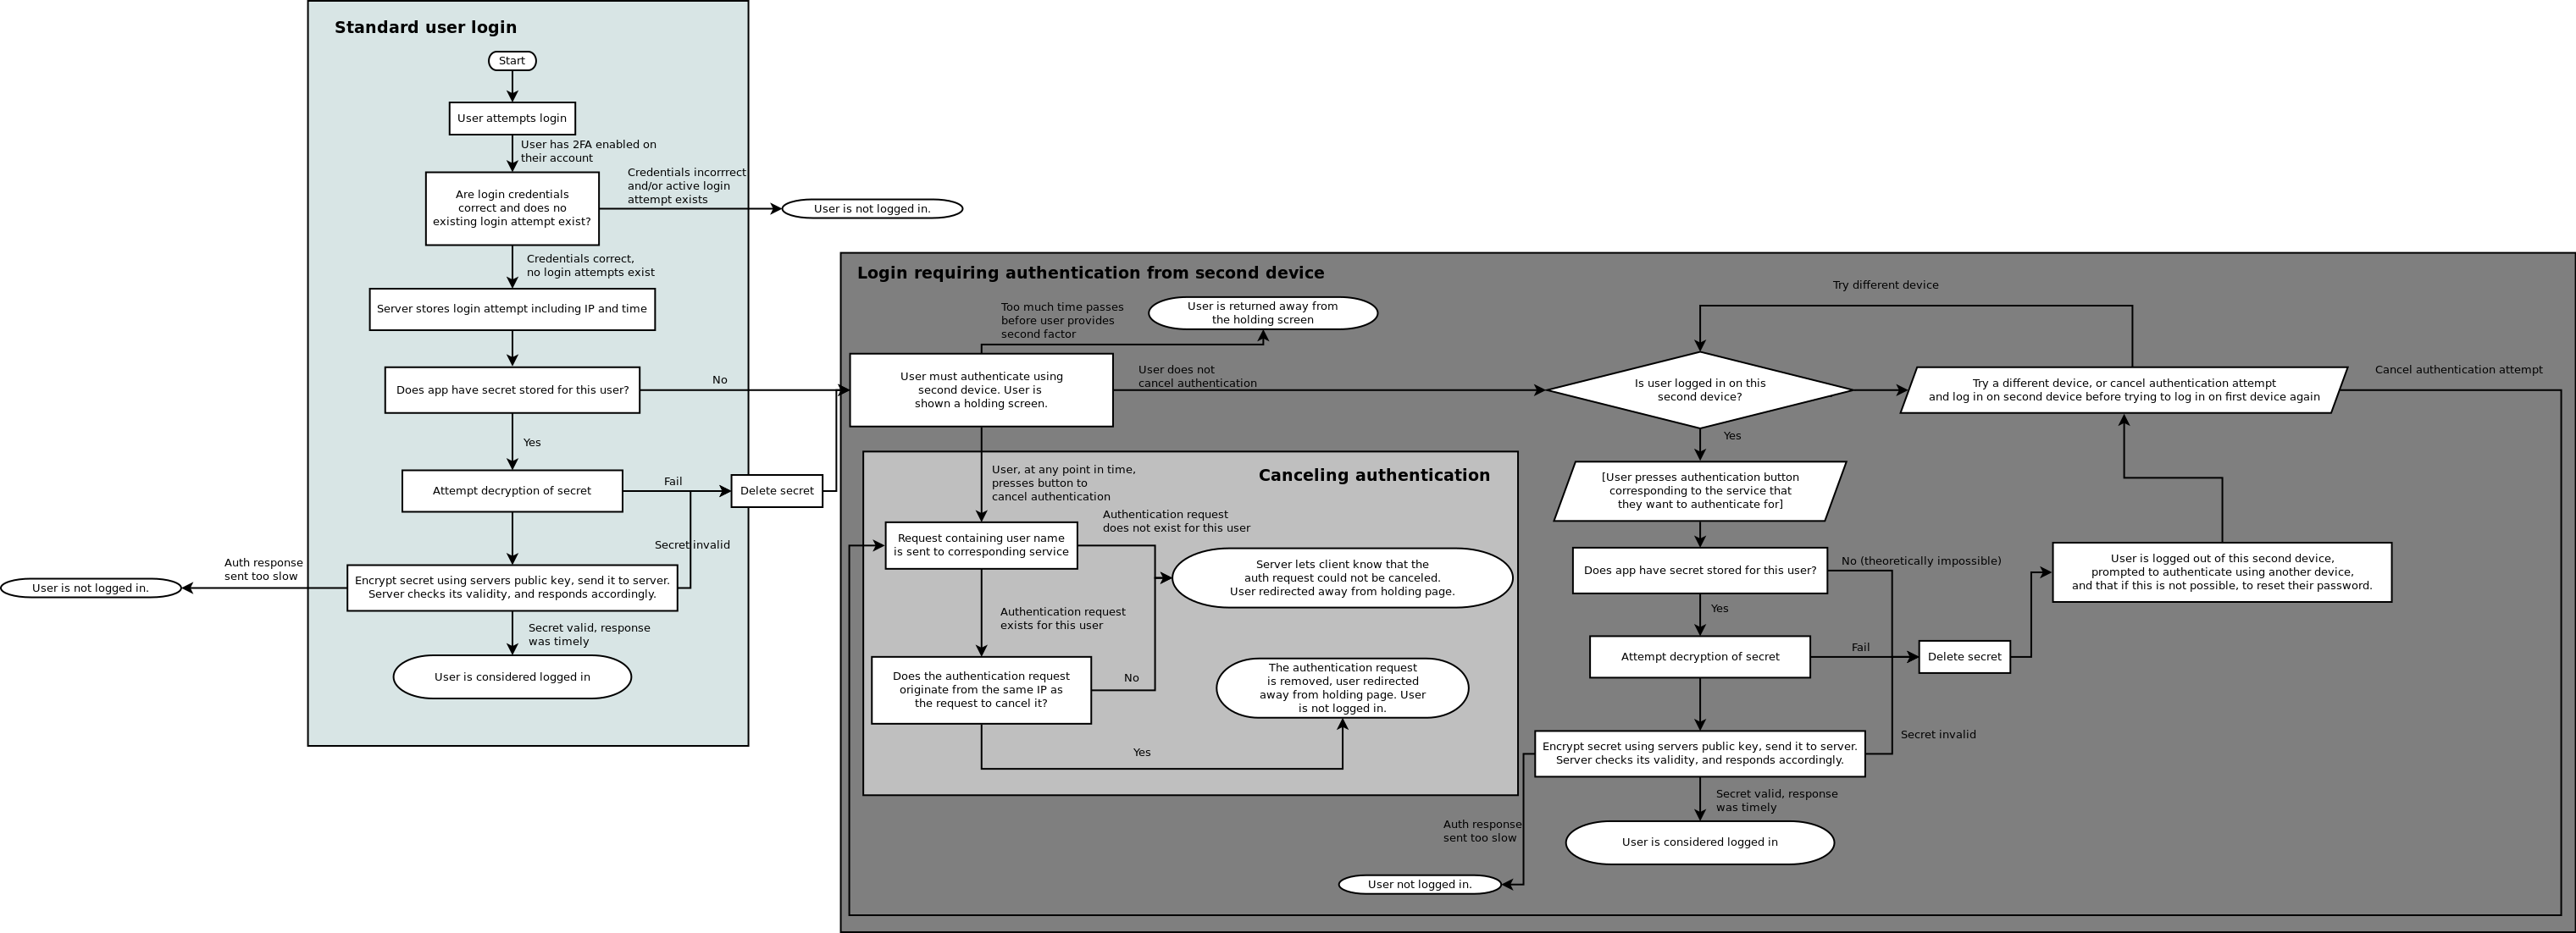 Standard user login
Start
User attempts login
User has 2FA enabled on
their account
Are login credentials
correct and does no
existing login attempt exist?
Credentials incorrrect
and/or active login
attempt exists
User is not logged in.
Credentials correct,
no login attempts exist
Server stores login attempt including IP and time
Does app have secret stored for this user?
No
Yes
Attempt decryption of secret
Fail
Delete secret
Secret invalid
Encrypt secret using servers public key, send it to server.
Server checks its validity, and responds accordingly.
Auth response
sent too slow
User is not logged in.
Secret valid, response
was timely
User is considered logged in
Login requiring authentication from second device
Too much time passes
before user provides
second factor
User is returned away from
the holding screen
User must authenticate using
second device. User is
shown a holding screen.
User does not
cancel authentication
Is user logged in on this
second device?
Try different device
Try a different device, or cancel authentication attempt
and log in on second device before trying to log in on first device again
Cancel authentication attempt
Canceling authentication
User, at any point in time,
presses button to
cancel authentication
Request containing user name
is sent to corresponding service
Authentication request
does not exist for this user
Server lets client know that the
auth request could not be canceled.
User redirected away from holding page.
Authentication request
exists for this user
Does the authentication request
originate from the same IP as
the request to cancel it?
No
Yes
The authentication request
is removed, user redirected
away from holding page. User
is not logged in.
Yes
[User presses authentication button
corresponding to the service that
they want to authenticate for]
Does app have secret stored for this user?
No (theoretically impossible)
Yes
Attempt decryption of secret
Fail
Delete secret
User is logged out of this second device,
prompted to authenticate using another device,
and that if this is not possible, to reset their password.
Encrypt secret using servers public key, send it to server.
Server checks its validity, and responds accordingly.
Secret invalid
Secret valid, response
was timely
User is considered logged in
Auth response
sent too slow
User not logged in.